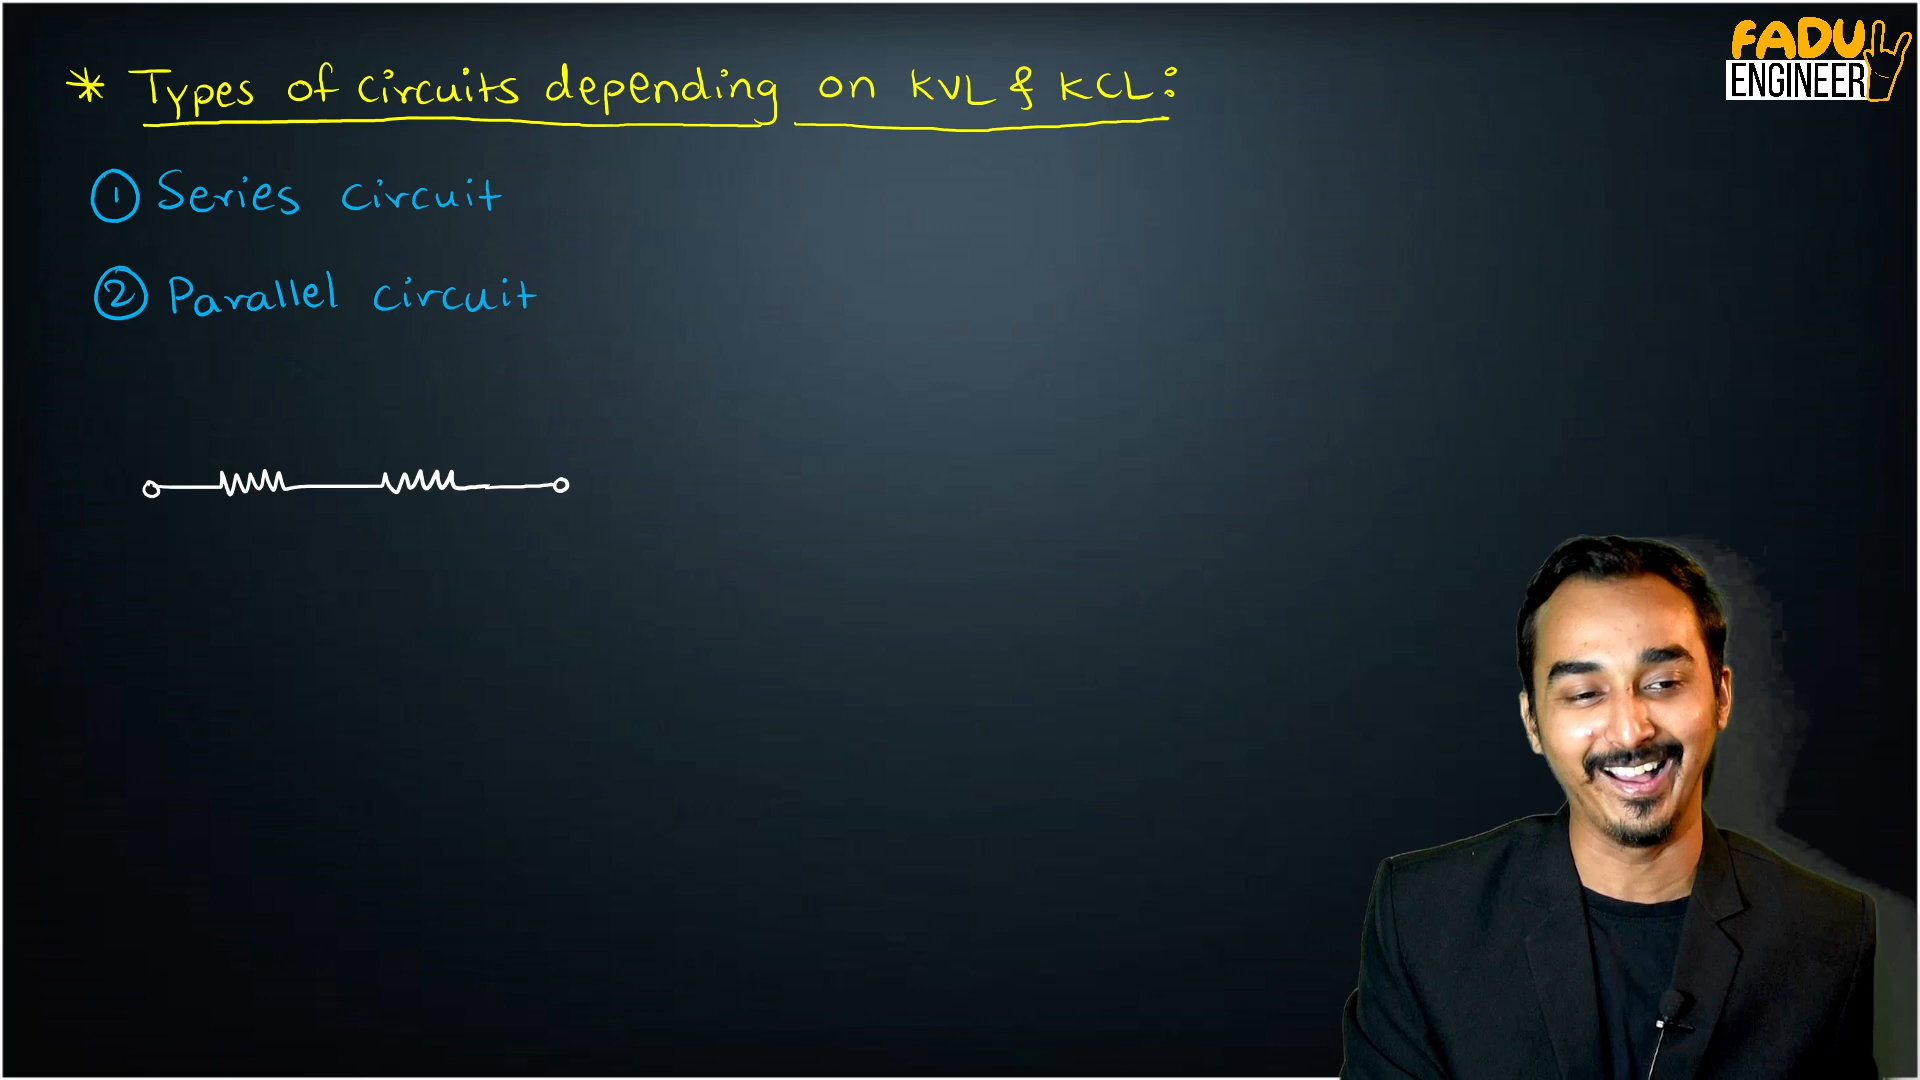 * Types of circuits depending on KVL & KCL:
FADU
ENGINEER
① Series circuit
② Parallel circuit